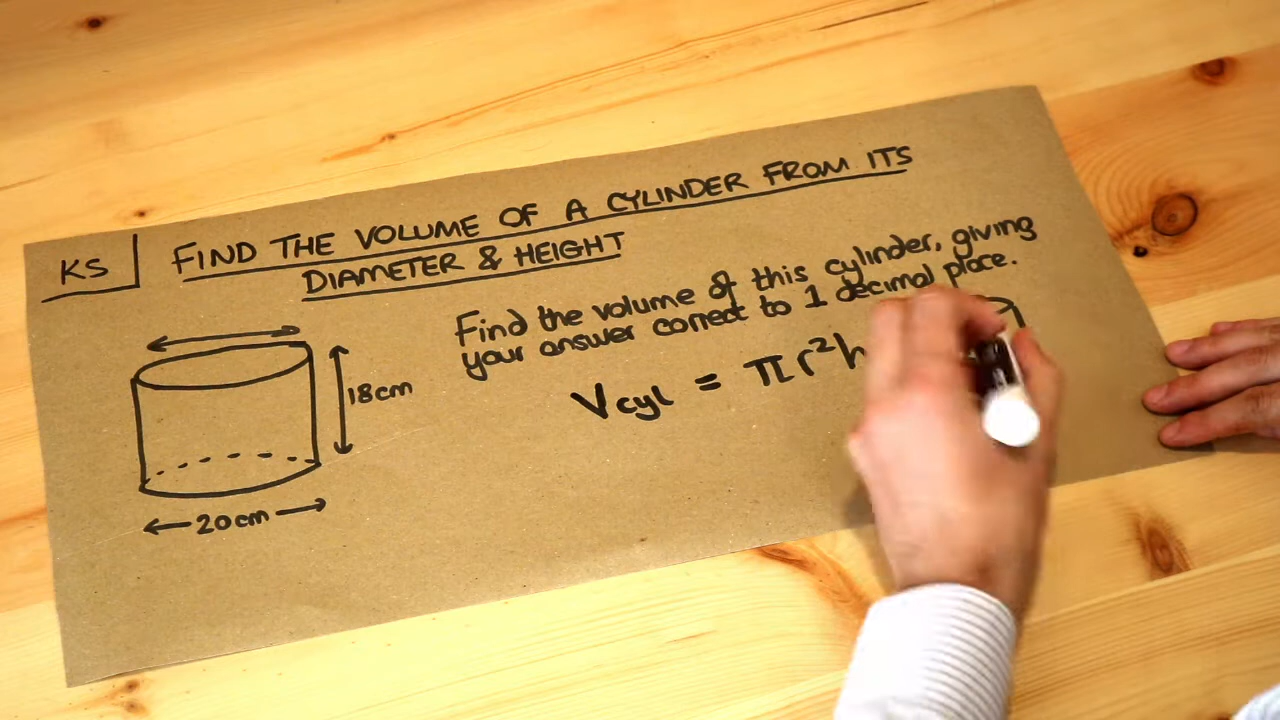 KS
FIND THE VOLUME OF A CYLINDER FROM ITS
DIAMETER & HEIGHT
Find the volume of this cylinder, giving
your answer correct to 1 decimal place.
18cm
Vcyl = πr²h
20cm